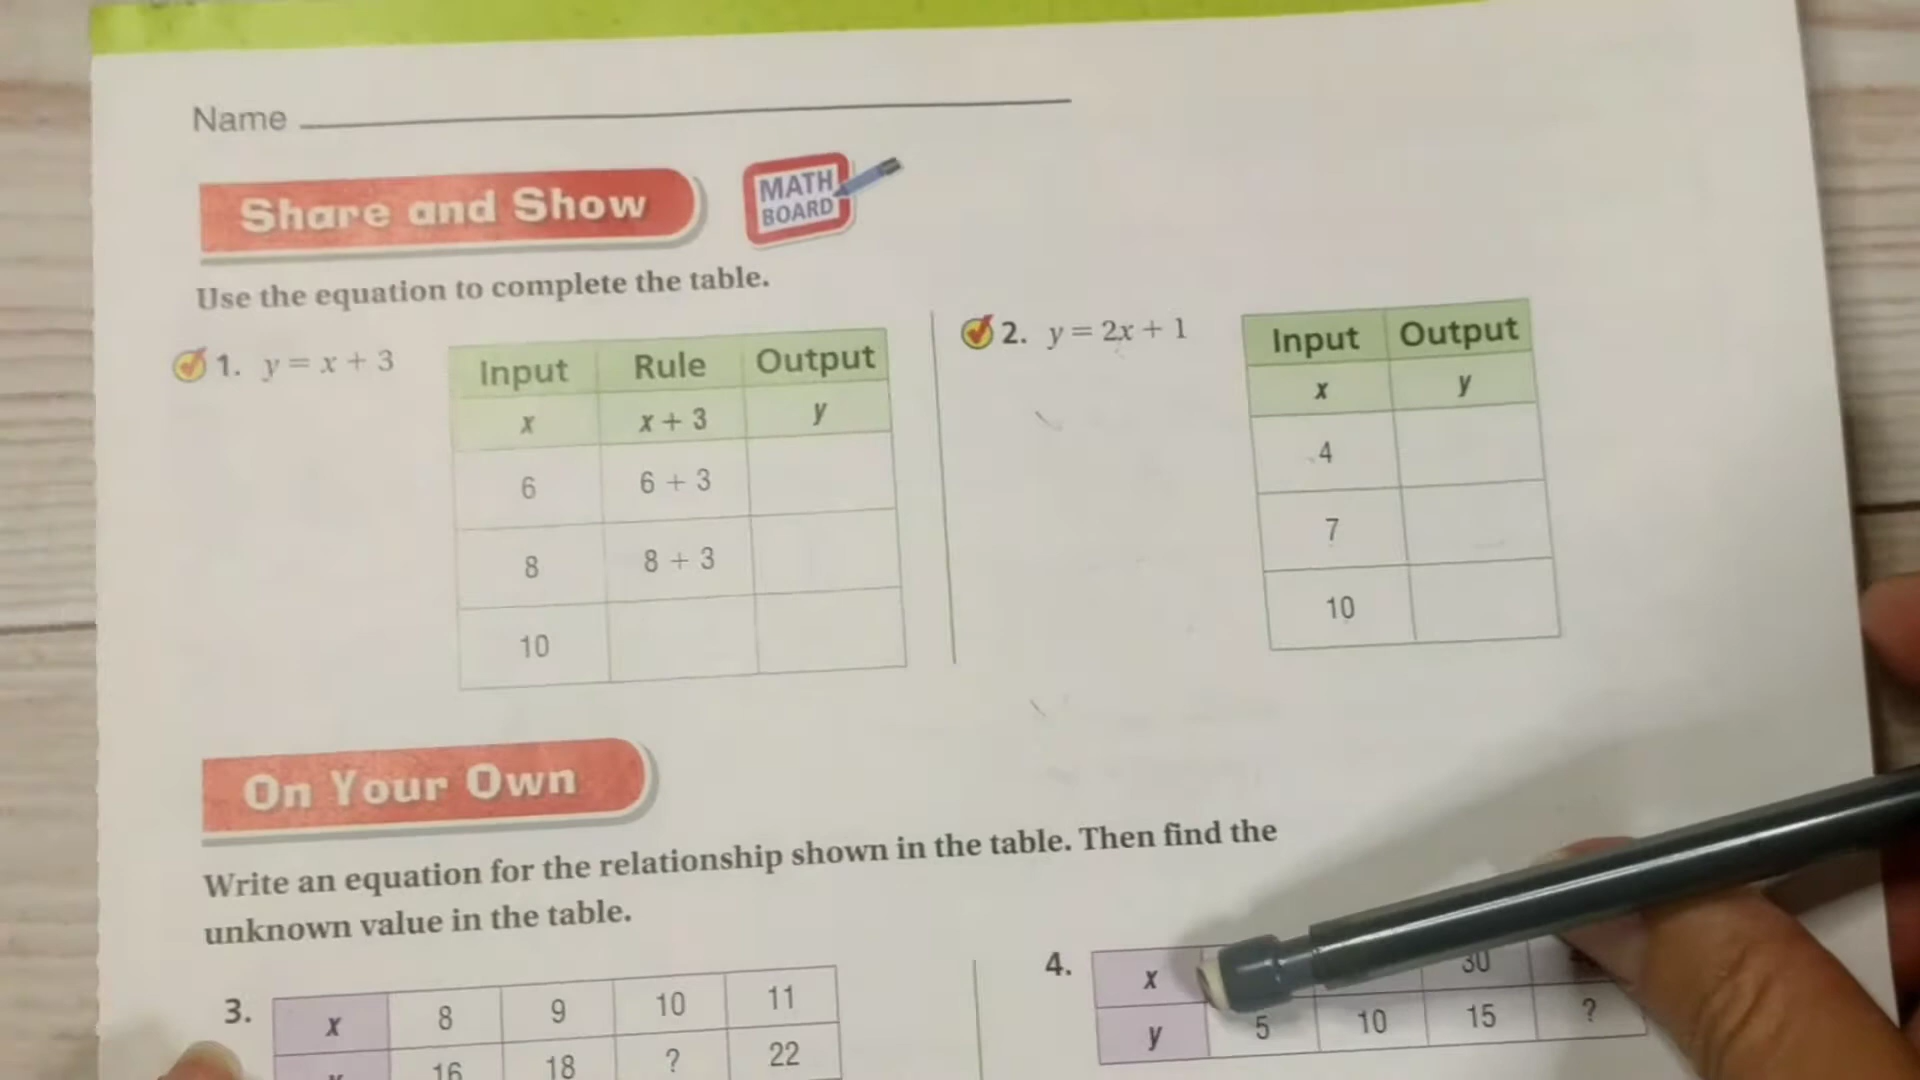 Name
Share and Show
MATH
BOARD
Use the equation to complete the table.
1. y = x + 3
Input Rule Output
x x + 3 y
6 6 + 3
8 8 + 3
10
2. y = 2x + 1
Input Output
x y
4
7
10
On Your Own
Write an equation for the relationship shown in the table. Then find the
unknown value in the table.
3.
x 8 9 10 11
16 18 ? 22
4.
x 30
y 5 10 15 ?